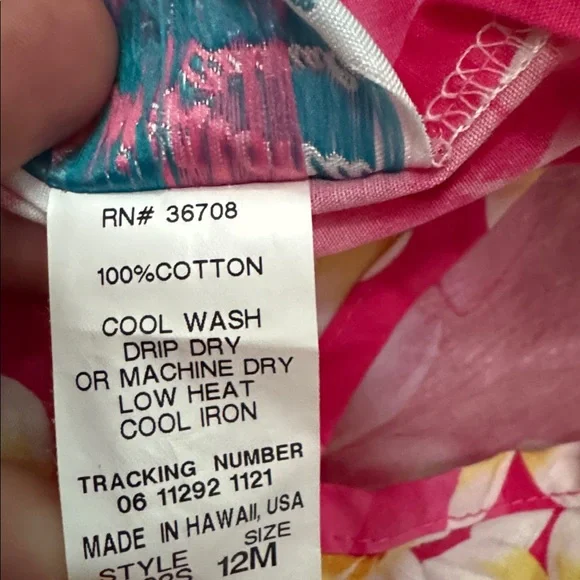 RN# 36708
100%COTTON
COOL WASH
DRIP DRY
OR MACHINE DRY
LOW HEAT
COOL IRON
TRACKING NUMBER
06 11292 1121
MADE IN HAWAII, USA
STYLE SIZE
12M